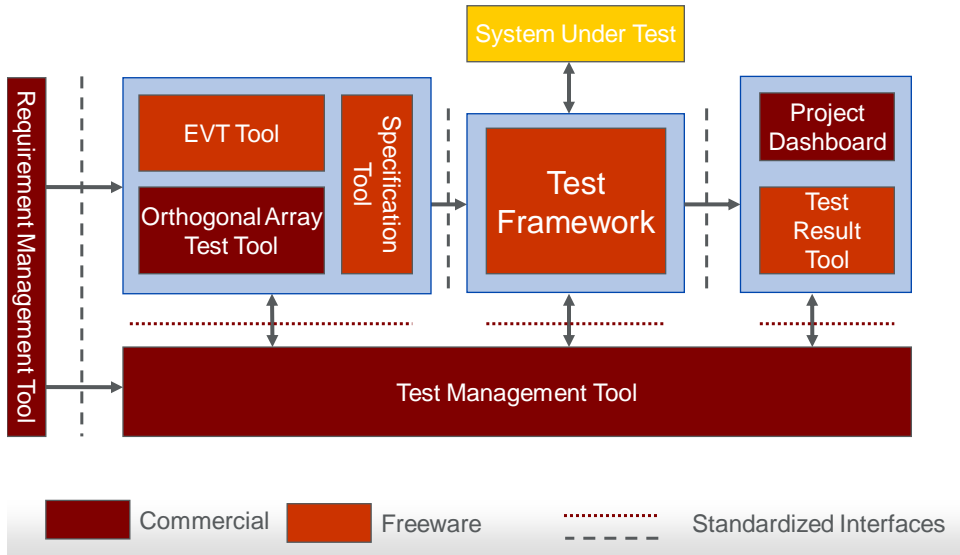 System Under Test
Requirement Management Tool
EVT Tool
Orthogonal Array
Test Tool
Specification
Tool
Test
Framework
Project
Dashboard
Test
Result
Tool
Test Management Tool
Commercial
Freeware
Standardized Interfaces